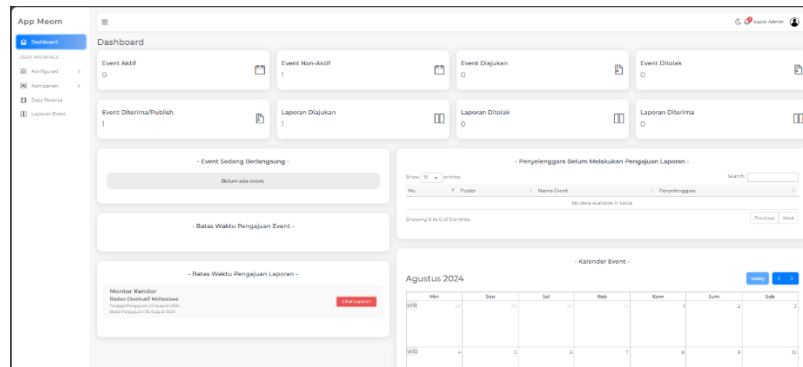 App Meom
Super Admin
Dashboard
Dashboard
USER INTERFACE
Konfigurasi
Komponen
Data Peserta
Laporan Event
Event Aktif
0
Event Non-Aktif
1
Event Diajukan
0
Event Ditolak
0
Event Diterima/Publish
1
Laporan Diajukan
1
Laporan Ditolak
0
Laporan Diterima
0
- Event Sedang Berlangsung -
Belum ada event.
- Batas Waktu Pengajuan Event -
- Batas Waktu Pengajuan Laporan -
Mentor Kendor
Badan Eksekutif Mahasiswa
Lihat Laporan
- Penyelenggara Belum Melakukan Pengajuan Laporan -
Show 10 entries
Search:
No Poster Nama Event Penyelenggara
No data available in table
Showing 0 to 0 of 0 entries
Previous Next
- Kalender Event -
Agustus 2024
today
Min Sen Sel Rab Kam Jum Sab
W31 1 2 3
W32 4 5 6 7 8 9 10